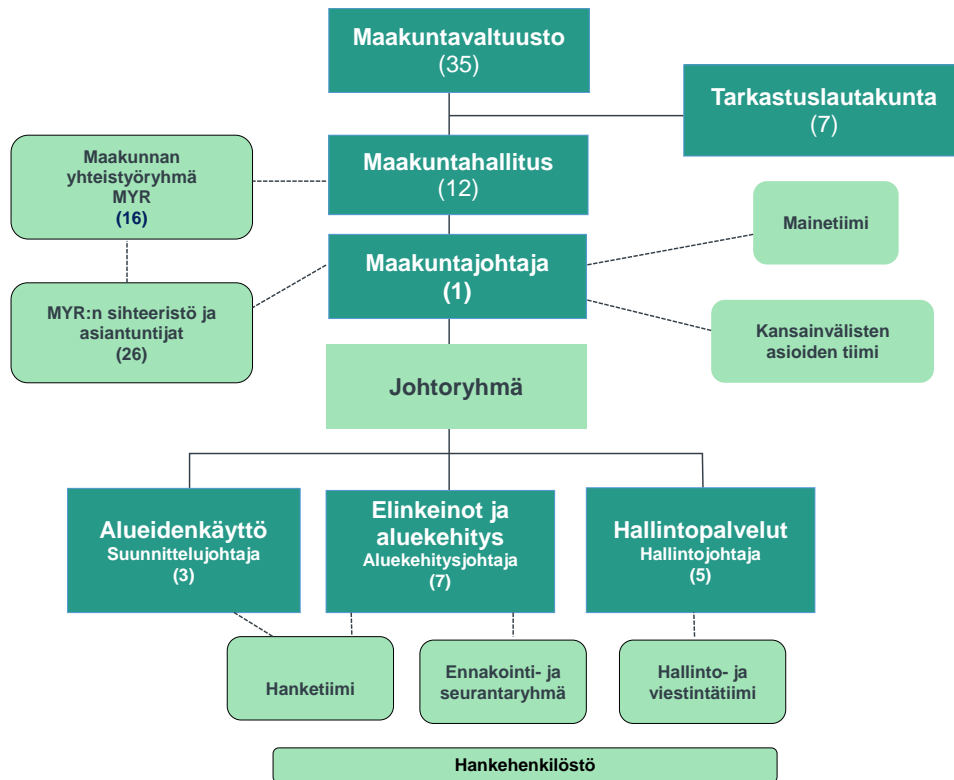 Maakuntavaltuusto
(35)
Tarkastuslautakunta
(7)
Maakunnan
yhteistyöryhmä
MYR
(16)
Maakuntahallitus
(12)
Mainetiimi
Maakuntajohtaja
(1)
MYR:n sihteeristö ja
asiantuntijat
(26)
Kansainvälisten
asioiden tiimi
Johtoryhmä
Alueidenkäyttö
Suunnittelujohtaja
(3)
Elinkeinot ja
aluekehitys
Aluekehitysjohtaja
(7)
Hallintopalvelut
Hallintojohtaja
(5)
Hanketiimi
Ennakointi- ja
seurantaryhmä
Hallinto- ja
viestintätiimi
Hankehenkilöstö